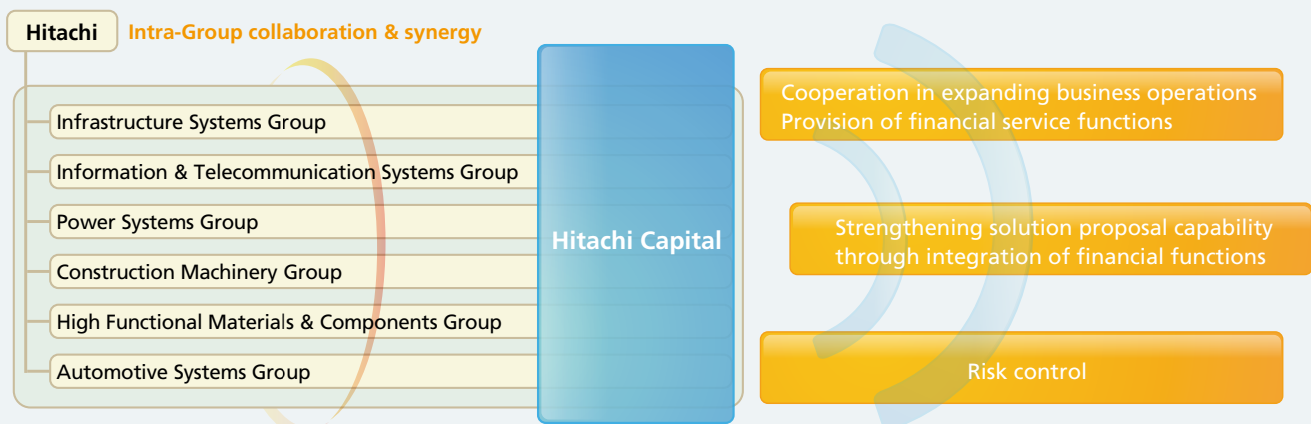 Hitachi
Intra-Group collaboration & synergy
Infrastructure Systems Group
Information & Telecommunication Systems Group
Power Systems Group
Construction Machinery Group
High Functional Materials & Components Group
Automotive Systems Group
Hitachi Capital
Cooperation in expanding business operations
Provision of financial service functions
Strengthening solution proposal capability
through integration of financial functions
Risk control